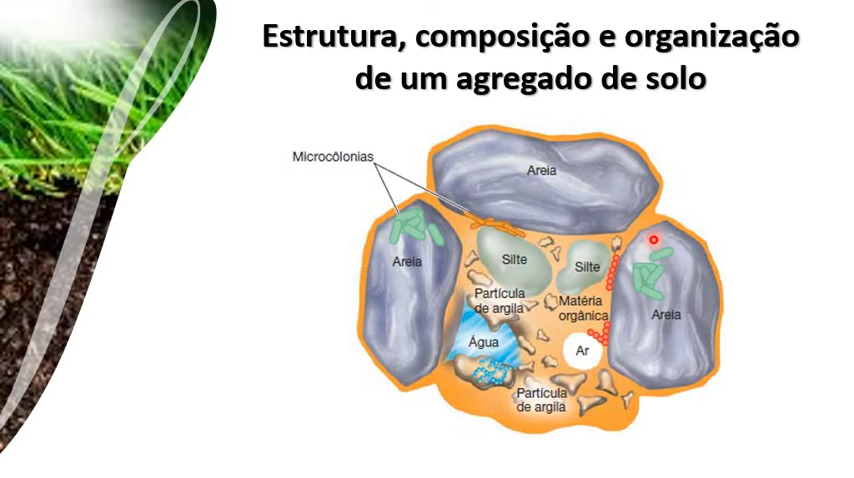 Estrutura, composição e organização
de um agregado de solo
Microcôlonias
Areia
Areia
Silte
Silte
Partícula
de argila
Matéria
orgânica
Areia
Água
Ar
Partícula
de argila